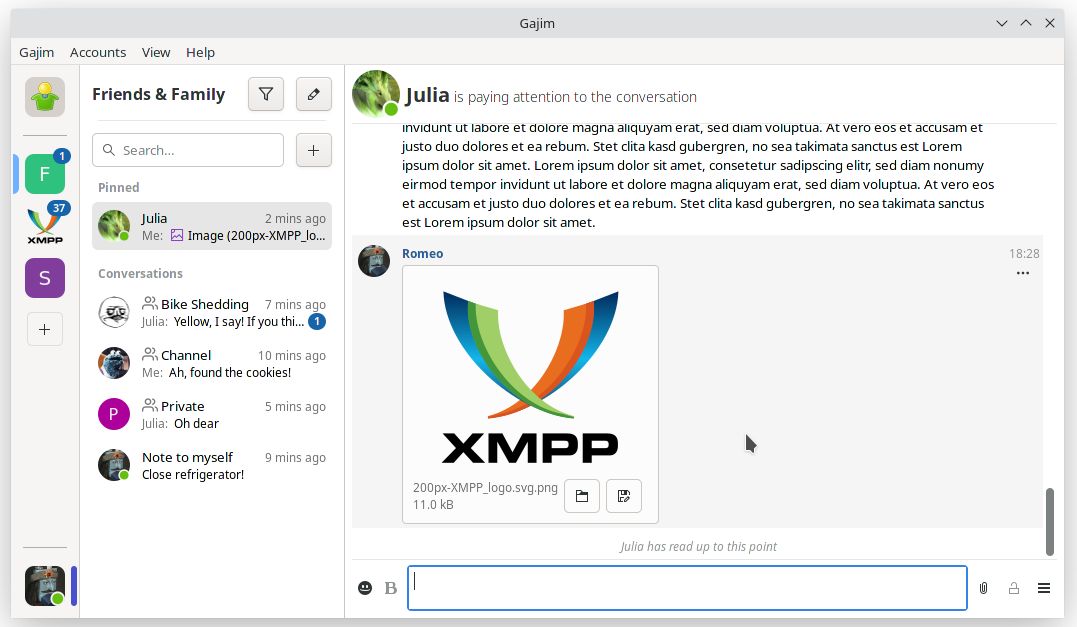 Gajim
Gajim Accounts View Help
Friends & Family
Search...
Pinned
Julia 2 mins ago
Me: Image (200px-XMPP_lo...
Conversations
Bike Shedding 7 mins ago
Julia: Yellow, I say! If you thi... 1
Channel 10 mins ago
Me: Ah, found the cookies!
P
Private 5 mins ago
Julia: Oh dear
Note to myself 9 mins ago
Close refrigerator!
1
F
37
XMPP
S
Julia is paying attention to the conversation
invidunt ut labore et dolore magna aliquyam erat, sed diam voluptua. At vero eos et accusam et
justo duo dolores et ea rebum. Stet clita kasd gubergren, no sea takimata sanctus est Lorem
ipsum dolor sit amet. Lorem ipsum dolor sit amet, consetetur sadipscing elitr, sed diam nonumy
eirmod tempor invidunt ut labore et dolore magna aliquyam erat, sed diam voluptua. At vero eos
et accusam et justo duo dolores et ea rebum. Stet clita kasd gubergren, no sea takimata sanctus
est Lorem ipsum dolor sit amet.
Romeo 18:28
XMPP
200px-XMPP_logo.svg.png
11.0 kB
Julia has read up to this point
B